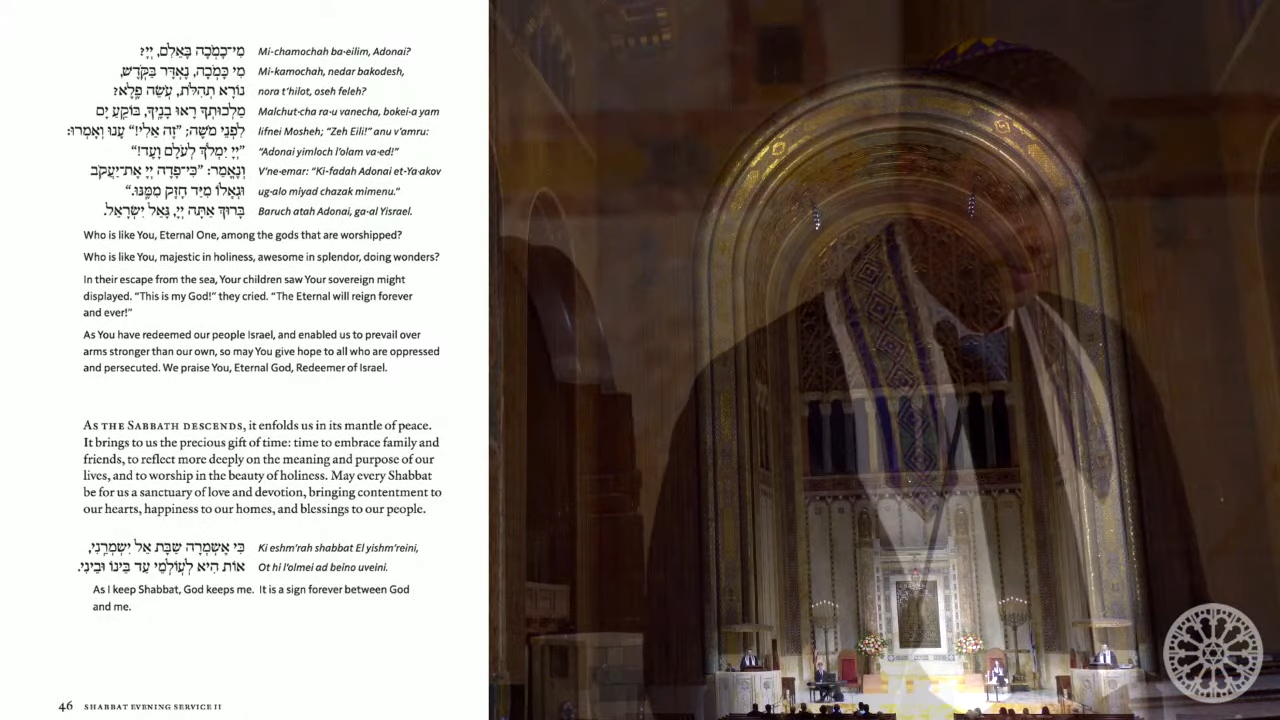 מִי־כָמֹכָה בָּאֵלִם, יְיָ? Mi-chamochah ba·eilim, Adonai?
מִי כָּמֹכָה, נֶאְדָּר בַּקֹּדֶשׁ, Mi-kamochah, nedar bakodesh,
נוֹרָא תְהִלֹּת, עֹשֵׂה פֶלֶא? nora t’hilot, oseh feleh?
מַלְכוּתְךָ רָאוּ בָנֶיךָ, בּוֹקֵעַ יָם Malchut·cha ra·u vanecha, bokei·a yam
לִפְנֵי מֹשֶׁה; ”זֶה אֵלִי!“ עָנוּ וְאָמְרוּ: lifnei Mosheh; “Zeh Eili!” anu v’amru:
”יְיָ יִמְלֹךְ לְעֹלָם וָעֶד!“ “Adonai yimloch l’olam va·ed!”
וְנֶאֱמַר: ”כִּי־פָדָה יְיָ אֶת־יַעֲקֹב V’ne·emar: “Ki-fadah Adonai et-Ya·akov
וּגְאָלוֹ מִיַּד חָזָק מִמֶּנּוּ.“ ug·alo miyad chazak mimenu.”
בָּרוּךְ אַתָּה יְיָ, גָּאַל יִשְׂרָאֵל. Baruch atah Adonai, ga·al Yisrael.
Who is like You, Eternal One, among the gods that are worshipped?
Who is like You, majestic in holiness, awesome in splendor, doing wonders?
In their escape from the sea, Your children saw Your sovereign might
displayed. “This is my God!” they cried. “The Eternal will reign forever
and ever!”
As You have redeemed our people Israel, and enabled us to prevail over
arms stronger than our own, so may You give hope to all who are oppressed
and persecuted. We praise You, Eternal God, Redeemer of Israel.
As the Sabbath descends, it enfolds us in its mantle of peace.
It brings to us the precious gift of time: time to embrace family and
friends, to reflect more deeply on the meaning and purpose of our
lives, and to worship in the beauty of holiness. May every Shabbat
be for us a sanctuary of love and devotion, bringing contentment to
our hearts, happiness to our homes, and blessings to our people.
כִּי אֶשְׁמְרָה שַׁבָּת אֵל יִשְׁמְרֵנִי, Ki eshm’rah shabbat El yishm’reini,
אוֹת הִיא לְעוֹלְמֵי עַד בֵּינוֹ וּבֵינִי. Ot hi l’olmei ad beino uveini.
As I keep Shabbat, God keeps me. It is a sign forever between God
and me.
46 SHABBAT EVENING SERVICE II